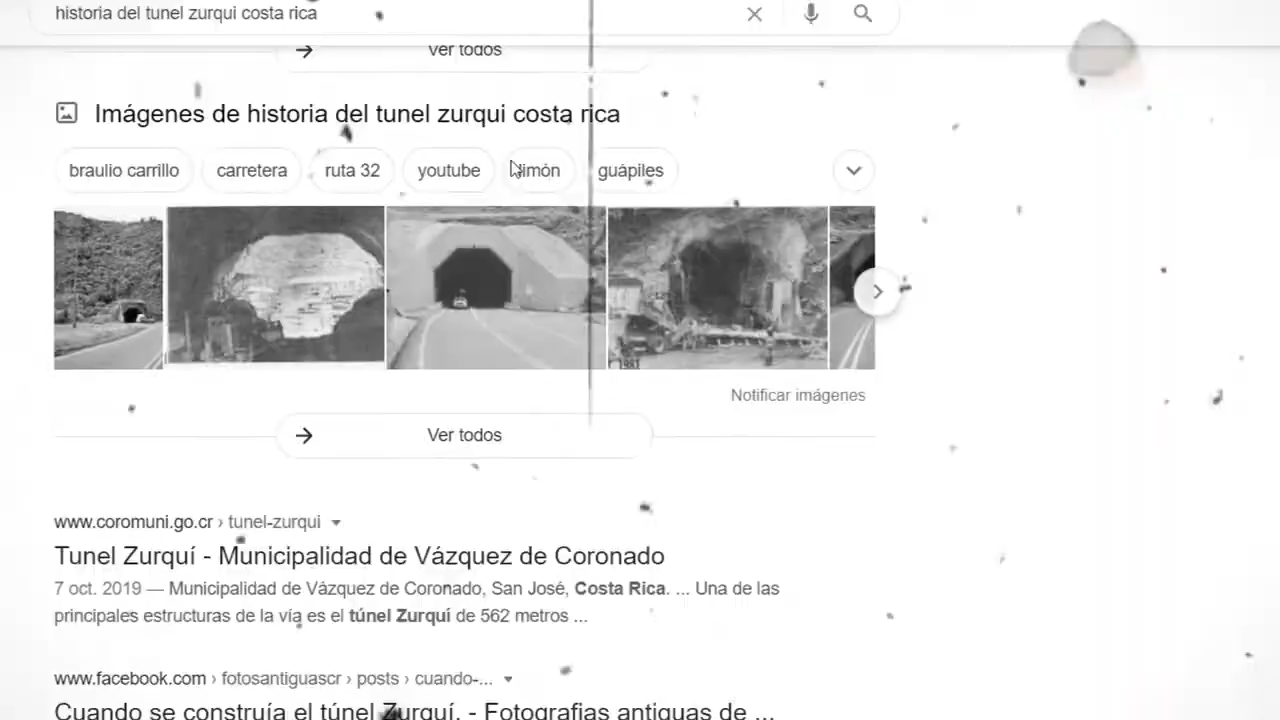 historia del tunel zurqui costa rica
Ver todos
Imágenes de historia del tunel zurqui costa rica
braulio carrillo
carretera
ruta 32
youtube
limón
guápiles
1981
Notificar imágenes
Ver todos
www.coromuni.go.cr › tunel-zurqui
Tunel Zurquí - Municipalidad de Vázquez de Coronado
7 oct. 2019 — Municipalidad de Vázquez de Coronado, San José, Costa Rica. ... Una de las
principales estructuras de la vía es el túnel Zurquí de 562 metros ...
www.facebook.com › fotosantiguascr › posts › cuando-...
Cuando se construía el túnel Zurquí. - Fotografias antiguas de ...